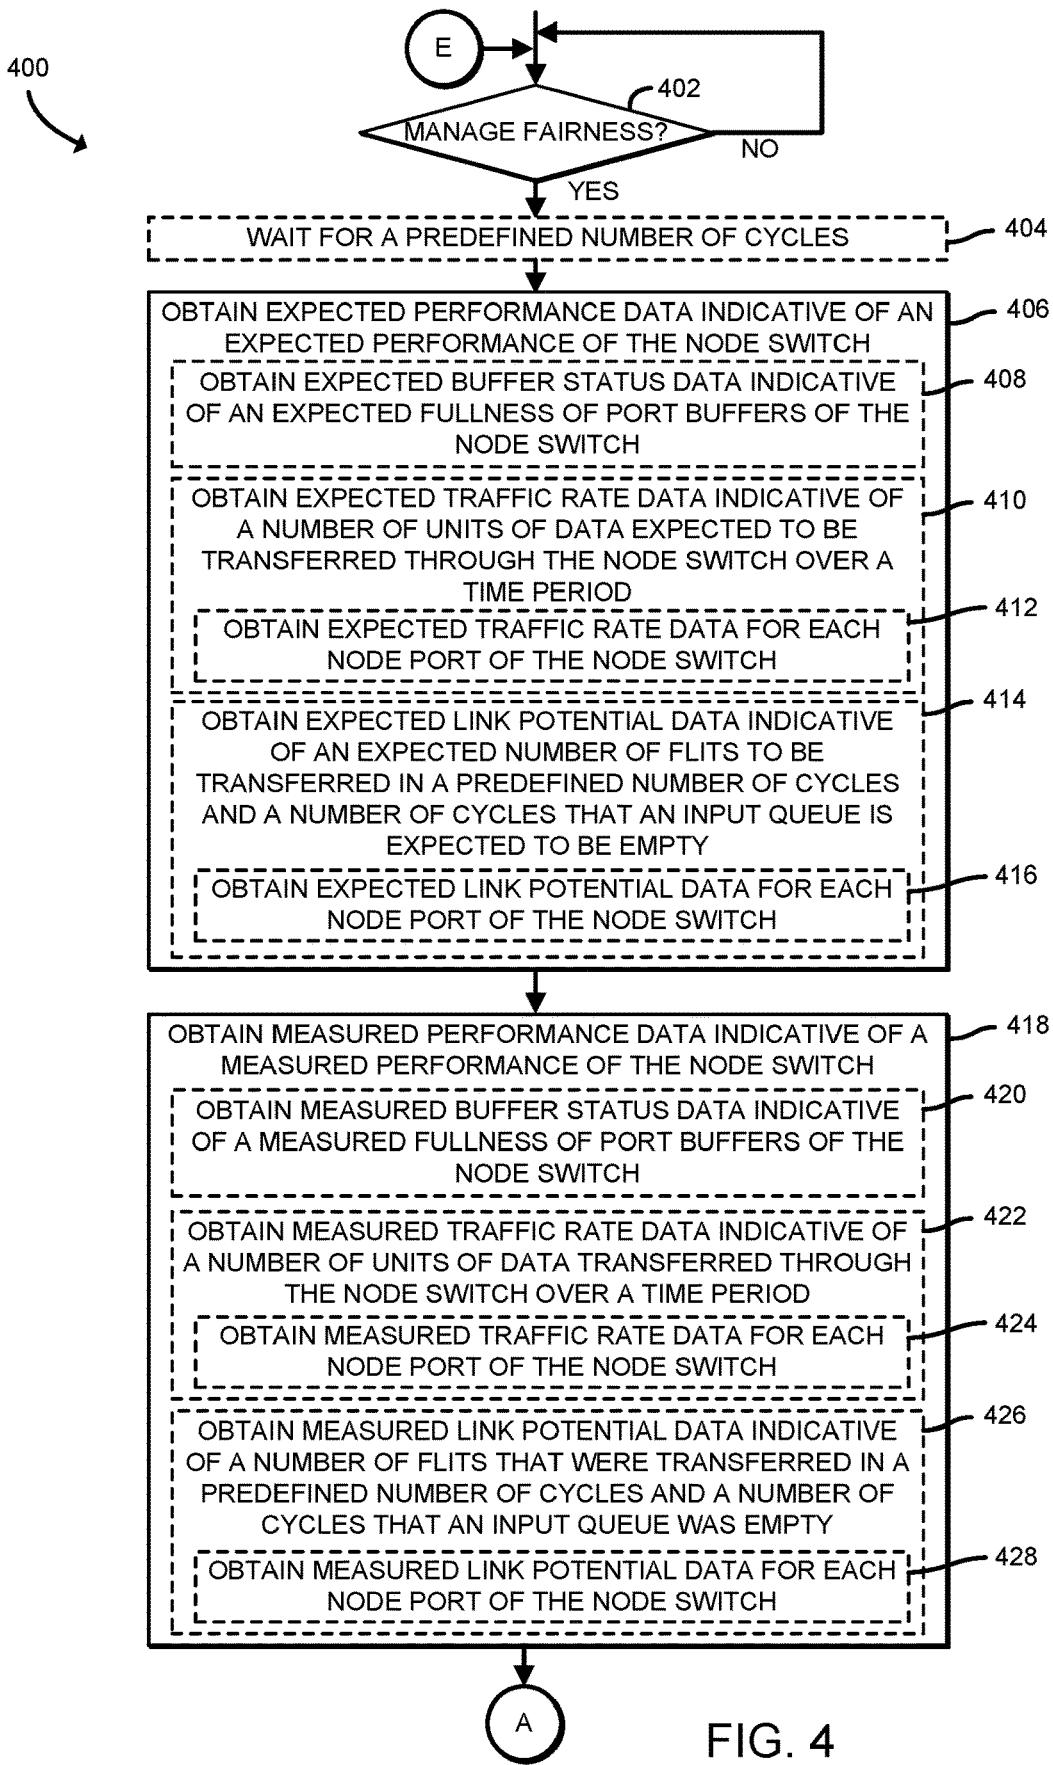 400
E
402
MANAGE FAIRNESS?
NO
YES
WAIT FOR A PREDEFINED NUMBER OF CYCLES
404
OBTAIN EXPECTED PERFORMANCE DATA INDICATIVE OF AN
EXPECTED PERFORMANCE OF THE NODE SWITCH
406
OBTAIN EXPECTED BUFFER STATUS DATA INDICATIVE
OF AN EXPECTED FULLNESS OF PORT BUFFERS OF THE
NODE SWITCH
408
OBTAIN EXPECTED TRAFFIC RATE DATA INDICATIVE OF
A NUMBER OF UNITS OF DATA EXPECTED TO BE
TRANSFERRED THROUGH THE NODE SWITCH OVER A
TIME PERIOD
410
OBTAIN EXPECTED TRAFFIC RATE DATA FOR EACH
NODE PORT OF THE NODE SWITCH
412
OBTAIN EXPECTED LINK POTENTIAL DATA INDICATIVE
OF AN EXPECTED NUMBER OF FLITS TO BE
TRANSFERRED IN A PREDEFINED NUMBER OF CYCLES
AND A NUMBER OF CYCLES THAT AN INPUT QUEUE IS
EXPECTED TO BE EMPTY
414
OBTAIN EXPECTED LINK POTENTIAL DATA FOR EACH
NODE PORT OF THE NODE SWITCH
416
OBTAIN MEASURED PERFORMANCE DATA INDICATIVE OF A
MEASURED PERFORMANCE OF THE NODE SWITCH
418
OBTAIN MEASURED BUFFER STATUS DATA INDICATIVE
OF A MEASURED FULLNESS OF PORT BUFFERS OF THE
NODE SWITCH
420
OBTAIN MEASURED TRAFFIC RATE DATA INDICATIVE OF
A NUMBER OF UNITS OF DATA TRANSFERRED THROUGH
THE NODE SWITCH OVER A TIME PERIOD
422
OBTAIN MEASURED TRAFFIC RATE DATA FOR EACH
NODE PORT OF THE NODE SWITCH
424
OBTAIN MEASURED LINK POTENTIAL DATA INDICATIVE
OF A NUMBER OF FLITS THAT WERE TRANSFERRED IN A
PREDEFINED NUMBER OF CYCLES AND A NUMBER OF
CYCLES THAT AN INPUT QUEUE WAS EMPTY
426
OBTAIN MEASURED LINK POTENTIAL DATA FOR EACH
NODE PORT OF THE NODE SWITCH
428
A
FIG. 4